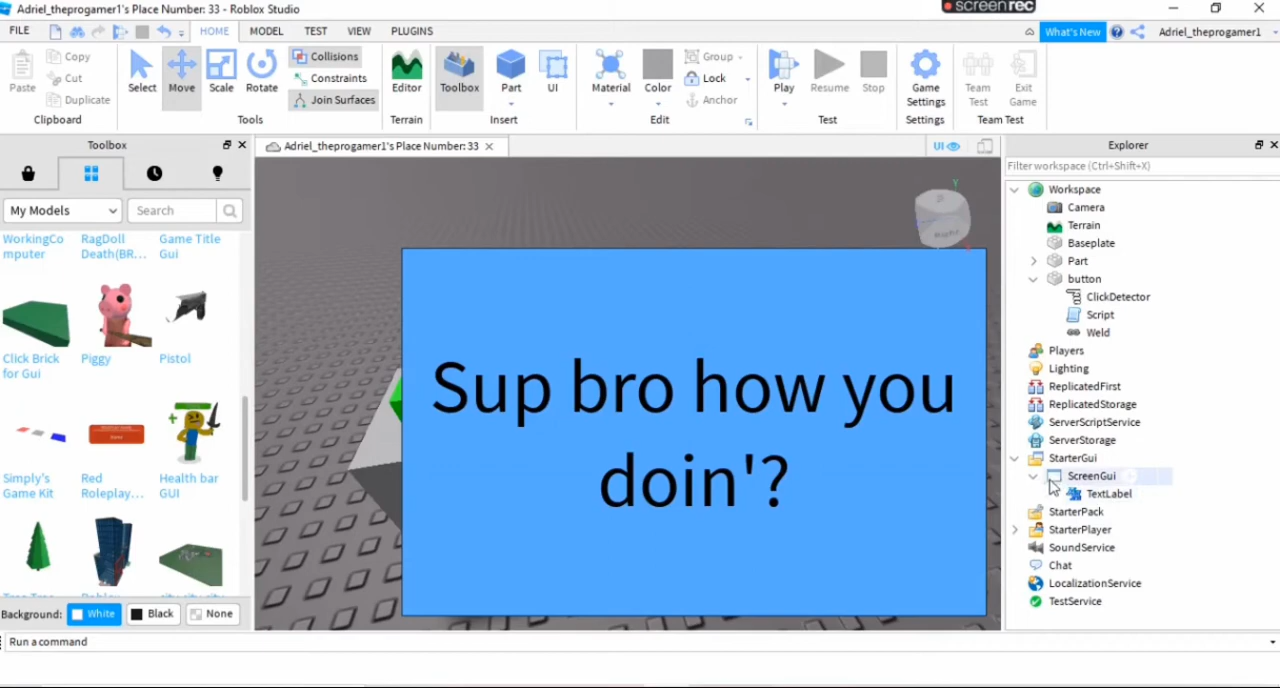 Adriel_theprogamer1's Place Number: 33 - Roblox Studio
screenrec
FILE HOME MODEL TEST VIEW PLUGINS
What's New
Adriel_theprogamer1
Paste
Copy
Cut
Duplicate
Clipboard
Select
Move
Scale
Rotate
Collisions
Constraints
Join Surfaces
Tools
Editor
Terrain
Toolbox
Part
UI
Insert
Material
Color
Group
Lock
Anchor
Edit
Play
Resume
Stop
Test
Game Settings
Settings
Team Test
Exit Game
Team Test
Toolbox
My Models
Search
WorkingCo
mputer
RagDoll
Death(BR...
Game Title
Gui
Click Brick
for Gui
Piggy
Pistol
Simply's
Game Kit
Red
Roleplay...
Health bar
GUI
Background:
White
Black
None
Adriel_theprogamer1's Place Number: 33
UI
Y
Right
Sup bro how you
doin'?
Explorer
Filter workspace (Ctrl+Shift+X)
Workspace
Camera
Terrain
Baseplate
Part
button
ClickDetector
Script
Weld
Players
Lighting
ReplicatedFirst
ReplicatedStorage
ServerScriptService
ServerStorage
StarterGui
ScreenGui
TextLabel
StarterPack
StarterPlayer
SoundService
Chat
LocalizationService
TestService
Run a command